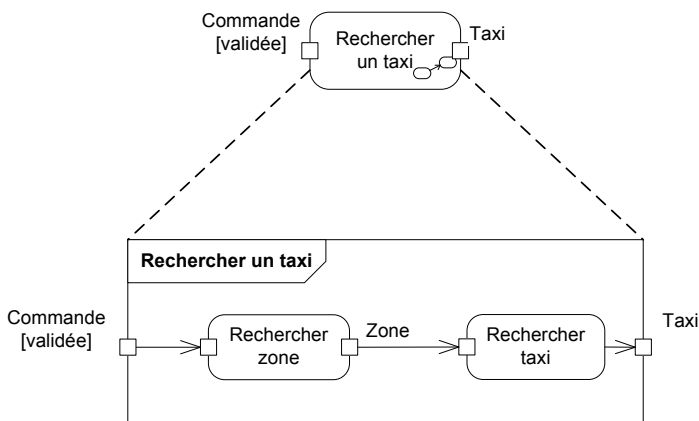 Commande
[validée]
Rechercher
un taxi
Taxi
Rechercher un taxi
Commande
[validée]
Rechercher
zone
Zone
Rechercher
taxi
Taxi